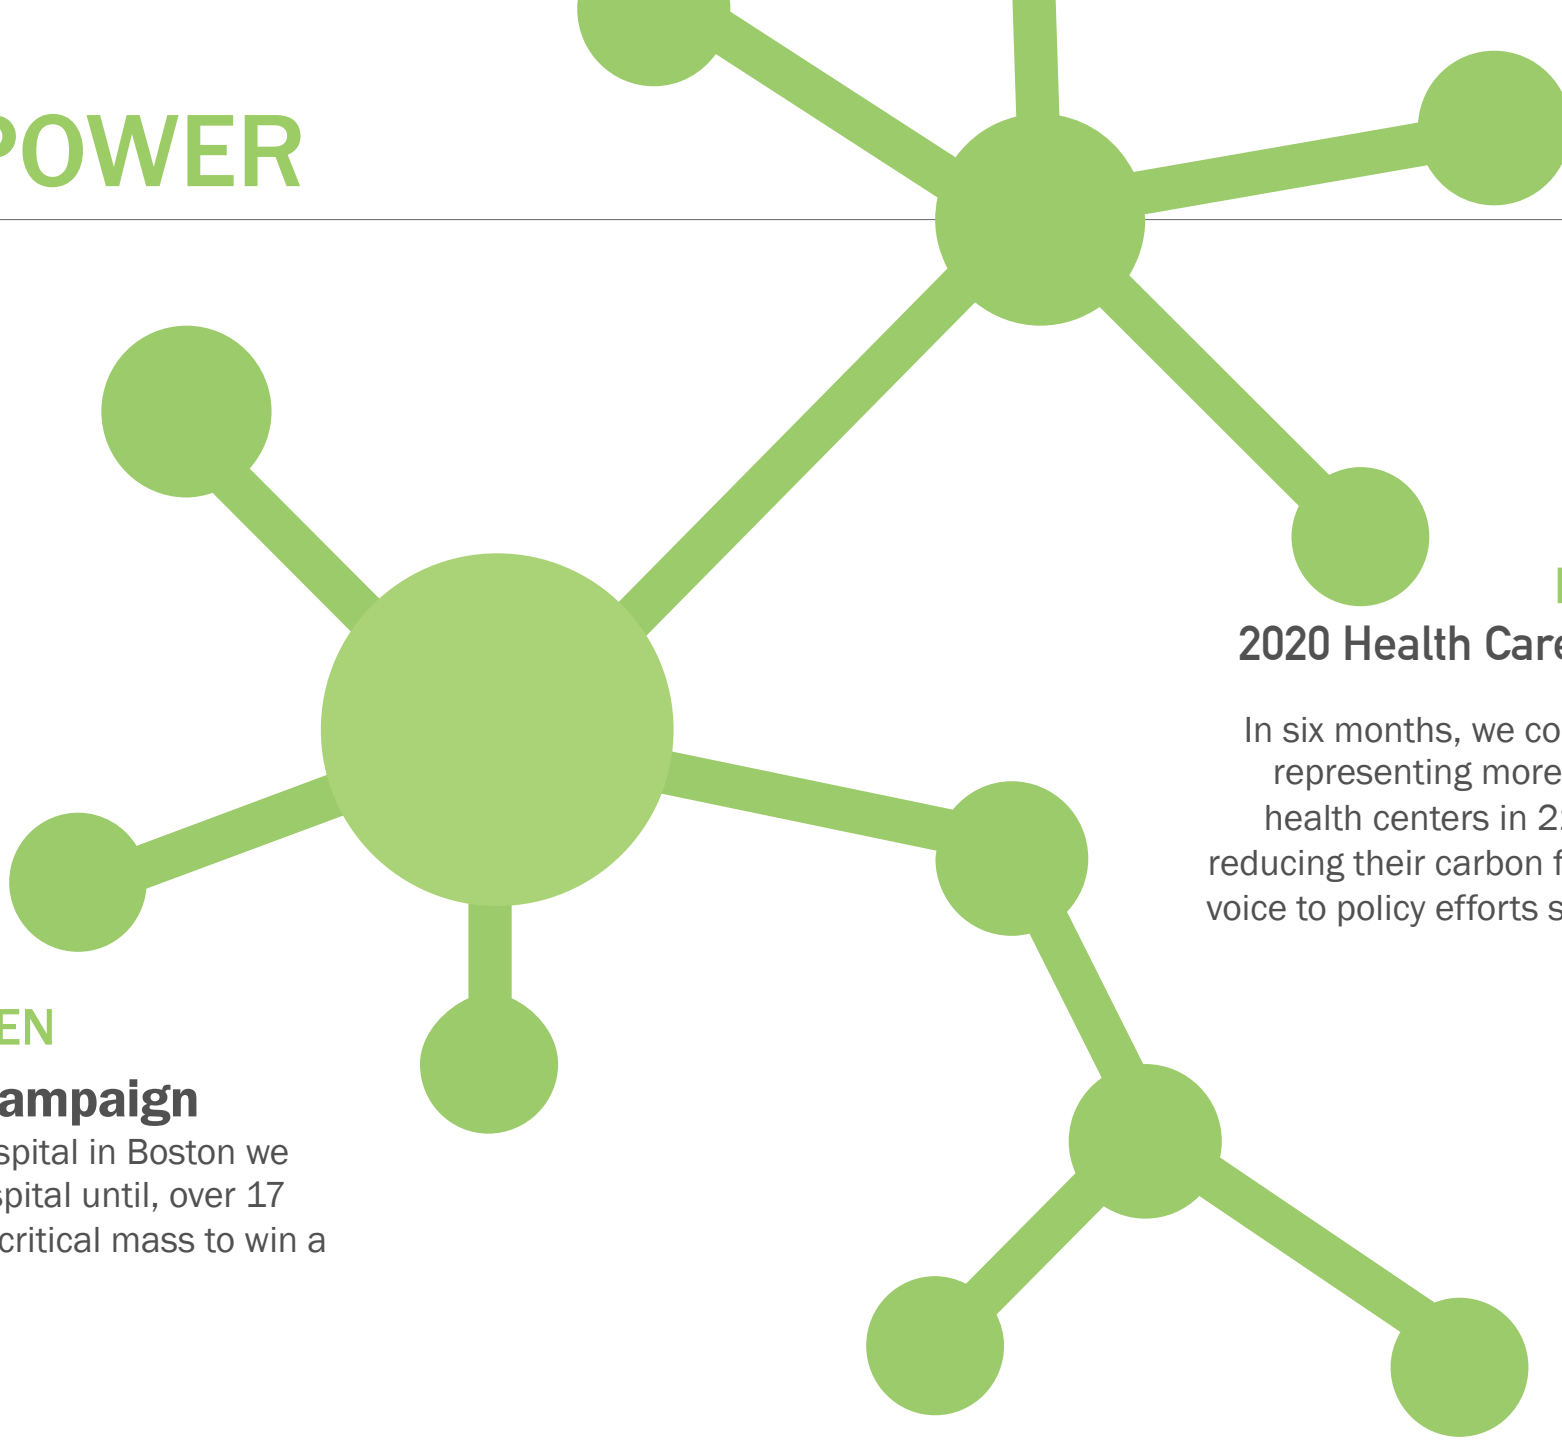 POWER
EN
ampaign
spital in Boston we
spital until, over 17
critical mass to win a
2020 Health Care
In six months, we co
representing more
health centers in 2
reducing their carbon f
voice to policy efforts s